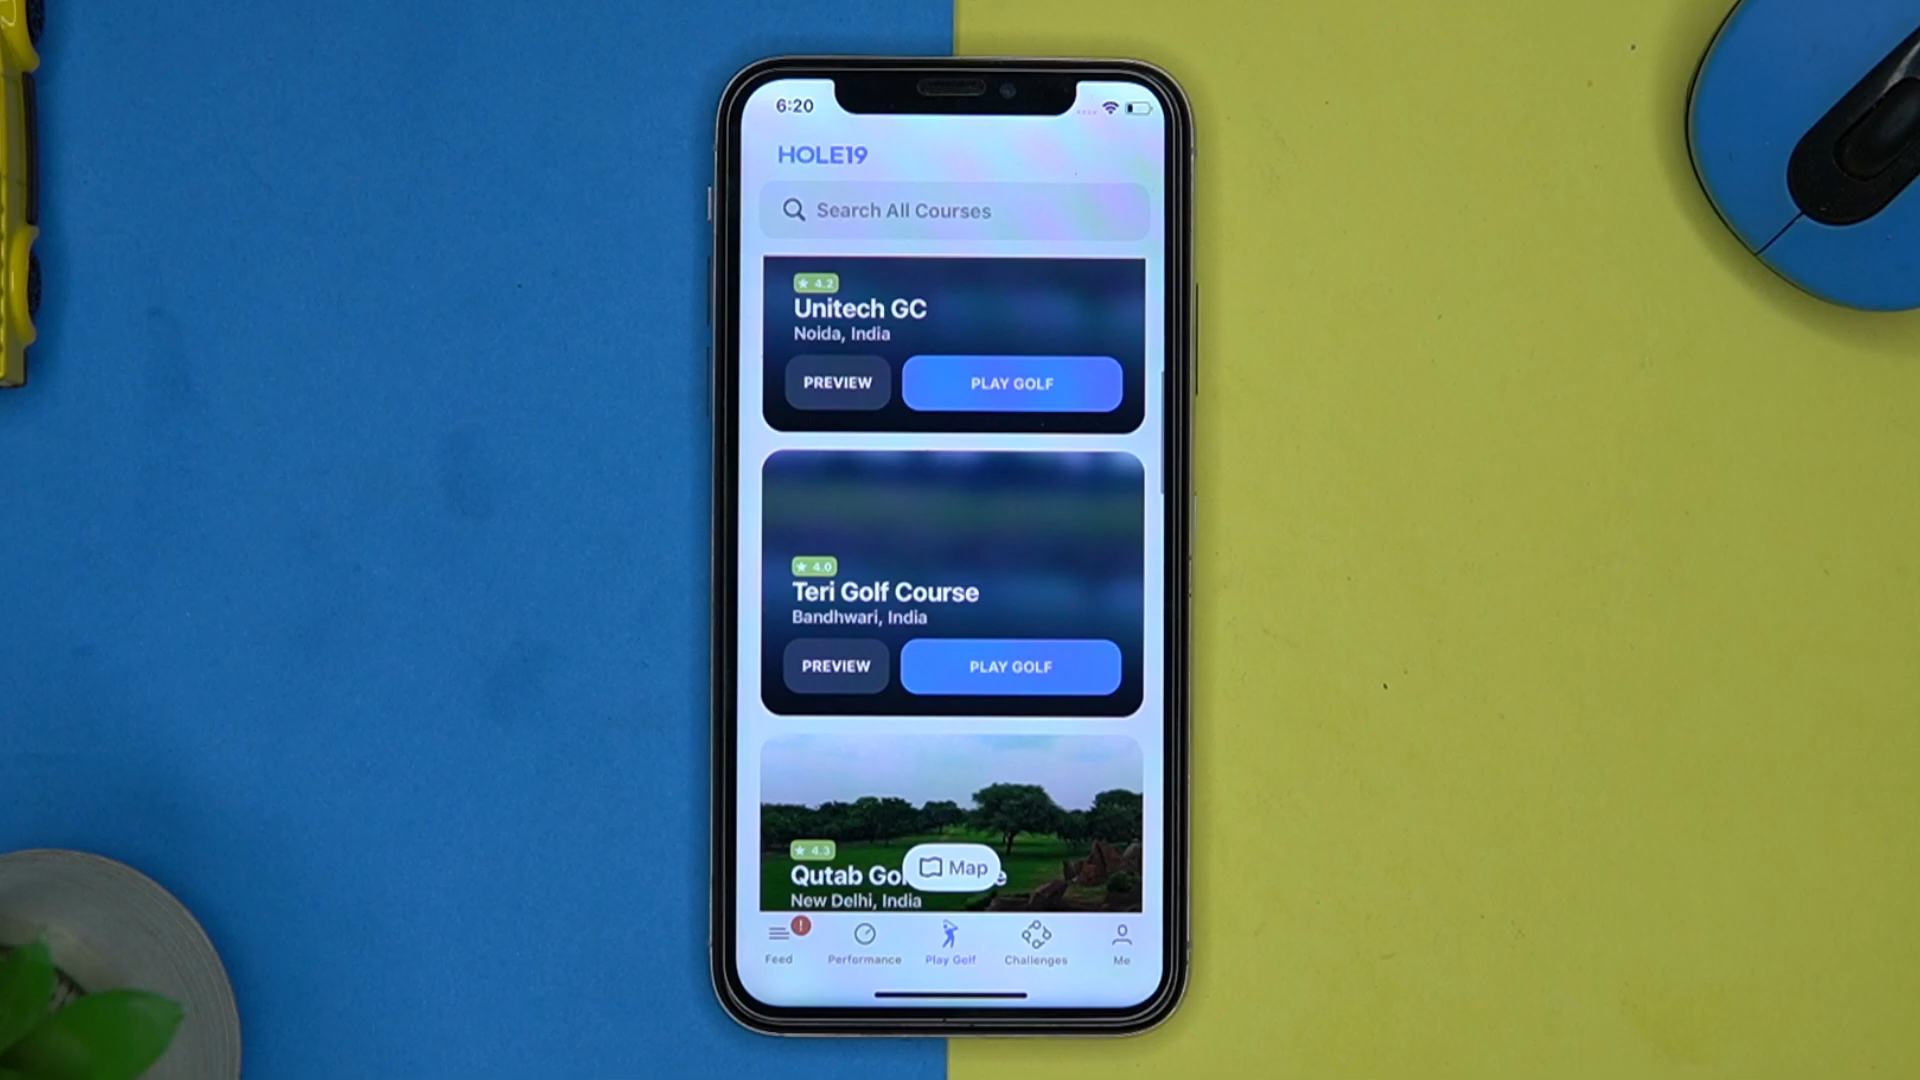 6:20
HOLE19
Search All Courses
4.2
Unitech GC
Noida, India
PREVIEW
PLAY GOLF
4.0
Teri Golf Course
Bandhwari, India
PREVIEW
PLAY GOLF
4.3
Qutab Gol
Map
e
New Delhi, India
!
Feed
Performance
Play Golf
Challenges
Me